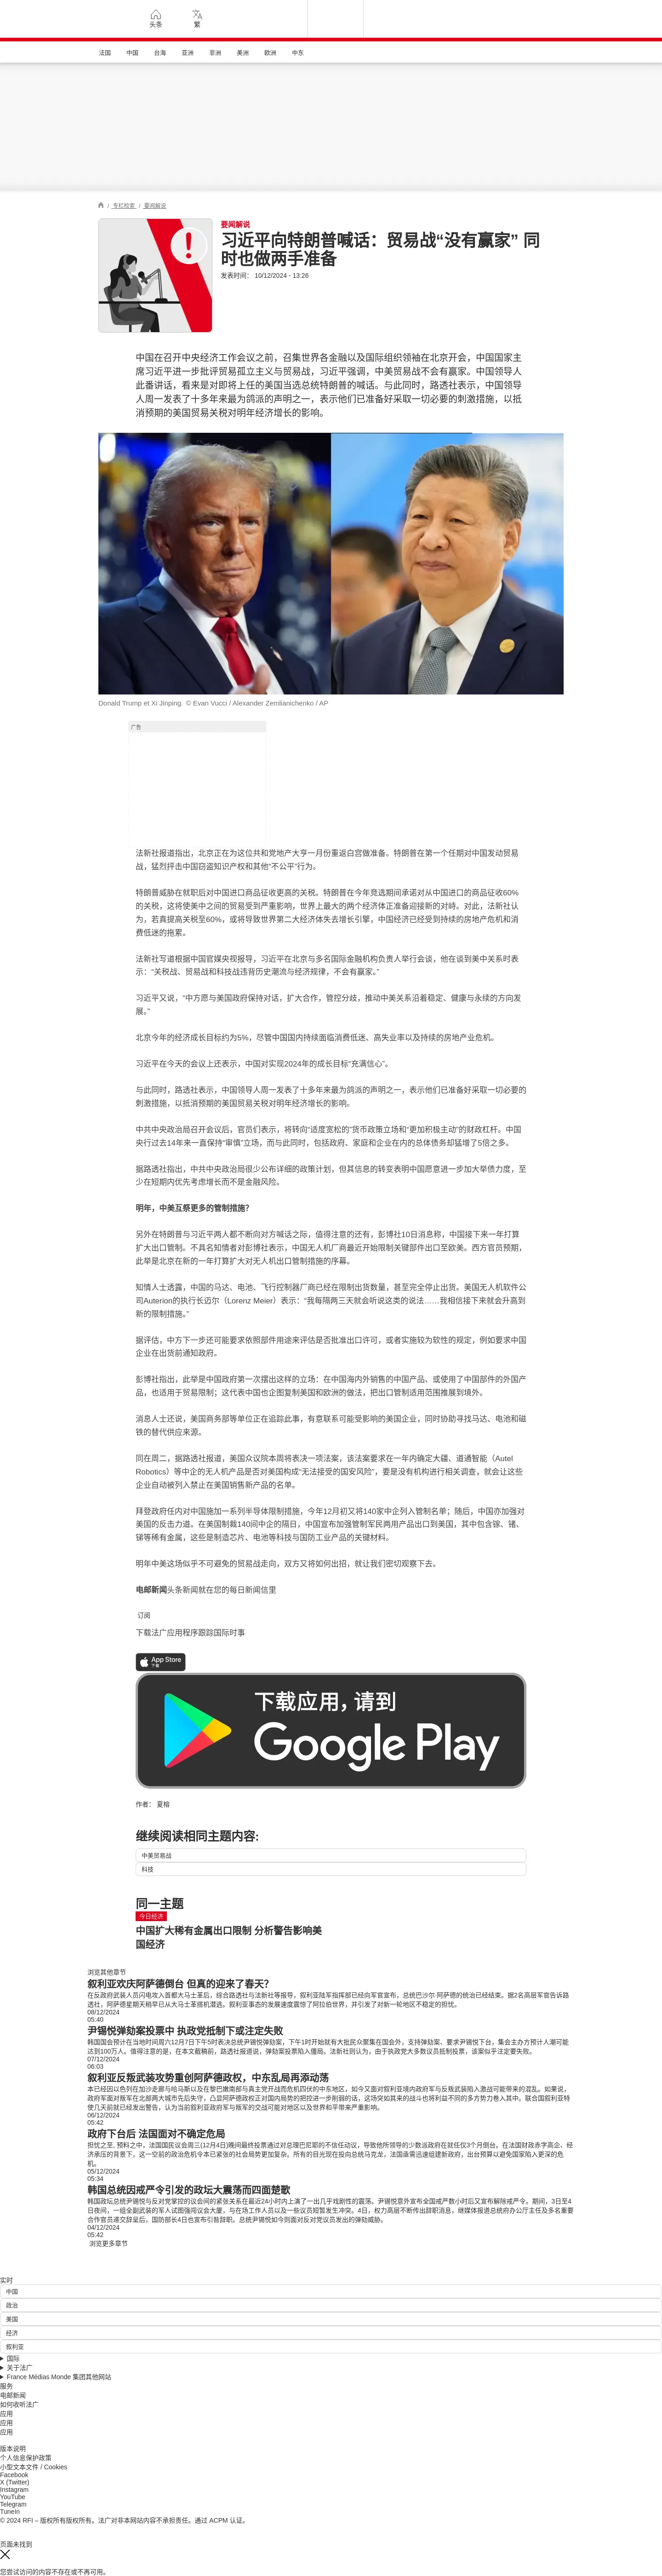 头条
繁
法国 中国 台海 亚洲 非洲 美洲 欧洲 中东
/ 专栏检索 / 要闻解说
要闻解说
习近平向特朗普喊话：贸易战“没有赢家” 同
时也做两手准备
发表时间： 10/12/2024 - 13:26
中国在召开中央经济工作会议之前，召集世界各金融以及国际组织领袖在北京开会，中国国家主
席习近平进一步批评贸易孤立主义与贸易战，习近平强调，中美贸易战不会有赢家。中国领导人
此番讲话，看来是对即将上任的美国当选总统特朗普的喊话。与此同时，路透社表示，中国领导
人周一发表了十多年来最为鸽派的声明之一，表示他们已准备好采取一切必要的刺激措施，以抵
消预期的美国贸易关税对明年经济增长的影响。
Donald Trump et Xi Jinping. © Evan Vucci / Alexander Zemlianichenko / AP
广告
法新社报道指出，北京正在为这位共和党地产大亨一月份重返白宫做准备。特朗普在第一个任期对中国发动贸易
战，猛烈抨击中国窃盗知识产权和其他“不公平”行为。
特朗普威胁在就职后对中国进口商品征收更高的关税。特朗普在今年竞选期间承诺对从中国进口的商品征收60%
的关税，这将使美中之间的贸易受到严重影响，世界上最大的两个经济体正准备迎接新的对峙。对此，法新社认
为，若真提高关税至60%，或将导致世界第二大经济体失去增长引擎，中国经济已经受到持续的房地产危机和消
费低迷的拖累。
法新社写道根据中国官媒央视报导，习近平在北京与多名国际金融机构负责人举行会谈，他在谈到美中关系时表
示：“关税战、贸易战和科技战违背历史潮流与经济规律，不会有赢家。”
习近平又说，“中方愿与美国政府保持对话，扩大合作，管控分歧，推动中美关系沿着稳定、健康与永续的方向发
展。”
北京今年的经济成长目标约为5%，尽管中国国内持续面临消费低迷、高失业率以及持续的房地产业危机。
习近平在今天的会议上还表示，中国对实现2024年的成长目标“充满信心”。
与此同时，路透社表示，中国领导人周一发表了十多年来最为鸽派的声明之一，表示他们已准备好采取一切必要的
刺激措施，以抵消预期的美国贸易关税对明年经济增长的影响。
中共中央政治局召开会议后，官员们表示，将转向“适度宽松的”货币政策立场和“更加积极主动”的财政杠杆。中国
央行过去14年来一直保持“审慎”立场，而与此同时，包括政府、家庭和企业在内的总体债务却猛增了5倍之多。
据路透社指出，中共中央政治局很少公布详细的政策计划，但其信息的转变表明中国愿意进一步加大举债力度，至
少在短期内优先考虑增长而不是金融风险。
明年，中美互祭更多的管制措施？
另外在特朗普与习近平两人都不断向对方喊话之际，值得注意的还有，彭博社10日消息称，中国接下来一年打算
扩大出口管制。不具名知情者对彭博社表示，中国无人机厂商最近开始限制关键部件出口至欧美。西方官员预期，
此举是北京在新的一年打算扩大对无人机出口管制措施的序幕。
知情人士透露，中国的马达、电池、飞行控制器厂商已经在限制出货数量，甚至完全停止出货。美国无人机软件公
司Auterion的执行长迈尔（Lorenz Meier）表示：“我每隔两三天就会听说这类的说法……我相信接下来就会升高到
新的限制措施。”
据评估，中方下一步还可能要求依照部件用途来评估是否批准出口许可，或者实施较为软性的规定，例如要求中国
企业在出货前通知政府。
彭博社指出，此举是中国政府第一次摆出这样的立场：在中国海内外销售的中国产品、或使用了中国部件的外国产
品，也适用于贸易限制；这代表中国也企图复制美国和欧洲的做法，把出口管制适用范围推展到境外。
消息人士还说，美国商务部等单位正在追踪此事，有意联系可能受影响的美国企业，同时协助寻找马达、电池和磁
铁的替代供应来源。
同在周二，据路透社报道，美国众议院本周将表决一项法案，该法案要求在一年内确定大疆、道通智能（Autel
Robotics）等中企的无人机产品是否对美国构成“无法接受的国安风险”，要是没有机构进行相关调查，就会让这些
企业自动被列入禁止在美国销售新产品的名单。
拜登政府任内对中国施加一系列半导体限制措施，今年12月初又将140家中企列入管制名单；随后，中国亦加强对
美国的反击力道。在美国制裁140间中企的隔日，中国宣布加强管制军民两用产品出口到美国，其中包含镓、锗、
锑等稀有金属，这些是制造芯片、电池等科技与国防工业产品的关键材料。
明年中美这场似乎不可避免的贸易战走向，双方又将如何出招，就让我们密切观察下去。
电邮新闻头条新闻就在您的每日新闻信里
订阅
下载法广应用程序跟踪国际时事
App Store
下载
下载应用，请到
Google Play
作者： 夏榕
继续阅读相同主题内容:
中美贸易战
科技
同一主题
今日经济
中国扩大稀有金属出口限制 分析警告影响美
国经济
浏览其他章节
叙利亚欢庆阿萨德倒台 但真的迎来了春天？
在反政府武装人员闪电攻入首都大马士革后，综合路透社与法新社等报导，叙利亚陆军指挥部已经向军官宣布，总统巴沙尔·阿萨德的统治已经结束。据2名高层军官告诉路
透社，阿萨德星期天稍早已从大马士革搭机潜逃。叙利亚事态的发展速度震惊了阿拉伯世界，并引发了对新一轮地区不稳定的担忧。
08/12/2024
05:40
尹锡悦弹劾案投票中 执政党抵制下或注定失败
韩国国会预计在当地时间周六12月7日下午5时表决总统尹锡悦弹劾案，下午1时开始就有大批民众聚集在国会外，支持弹劾案、要求尹锡悦下台，集会主办方预计人潮可能
达到100万人。值得注意的是，在本文截稿前，路透社报道说，弹劾案投票陷入僵局。法新社则认为，由于执政党大多数议员抵制投票，该案似乎注定要失败。
07/12/2024
06:03
叙利亚反叛武装攻势重创阿萨德政权，中东乱局再添动荡
本已经因以色列在加沙走廊与哈马斯以及在黎巴嫩南部与真主党开战而危机四伏的中东地区，如今又面对叙利亚境内政府军与反叛武装陷入激战可能带来的混乱。如果说，
政府军面对叛军在北部两大城市先后失守，凸显阿萨德政权正对国内局势的把控进一步削弱的话，这场突如其来的战斗也将利益不同的多方势力卷入其中。联合国叙利亚特
使几天前就已经发出警告，认为当前叙利亚政府军与叛军的交战可能对地区以及世界和平带来严重影响。
06/12/2024
05:42
政府下台后 法国面对不确定危局
担忧之至, 预料之中，法国国民议会周三(12月4日)晚间最终投票通过对总理巴尼耶的不信任动议，导致他所领导的少数派政府在就任仅3个月倒台。在法国财政赤字高企、经
济承压的背景下，这一空前的政治危机令本已紧张的社会局势更加复杂。所有的目光现在投向总统马克龙，法国亟需迅速组建新政府，出台预算以避免国家陷入更深的危
机。
05/12/2024
05:34
韩国总统因戒严令引发的政坛大震荡而四面楚歌
韩国政坛总统尹锡悦与反对党掌控的议会间的紧张关系在最近24小时内上演了一出几乎戏剧性的震荡。尹锡悦意外宣布全国戒严数小时后又宣布解除戒严令。期间，3日至4
日夜间，一组全副武装的军人试图强闯议会大厦，与在场工作人员以及一些议员短暂发生冲突。4日，权力高层不断传出辞职消息，继媒体报道总统府办公厅主任及多名重要
合作官员递交辞呈后，国防部长4日也宣布引咎辞职。总统尹锡悦如今则面对反对党议员发出的弹劾威胁。
04/12/2024
05:42
浏览更多章节
实时
中国
政治
美国
经济
叙利亚
国际
关于法广
France Médias Monde 集团其他网站
服务
电邮新闻
如何收听法广
应用
应用
应用
版本说明
个人信息保护政策
小型文本文件 / Cookies
Facebook
X (Twitter)
Instagram
YouTube
Telegram
TuneIn
© 2024 RFI – 版权所有版权所有。法广对非本网站内容不承担责任。通过 ACPM 认证。
页面未找到
您尝试访问的内容不存在或不再可用。